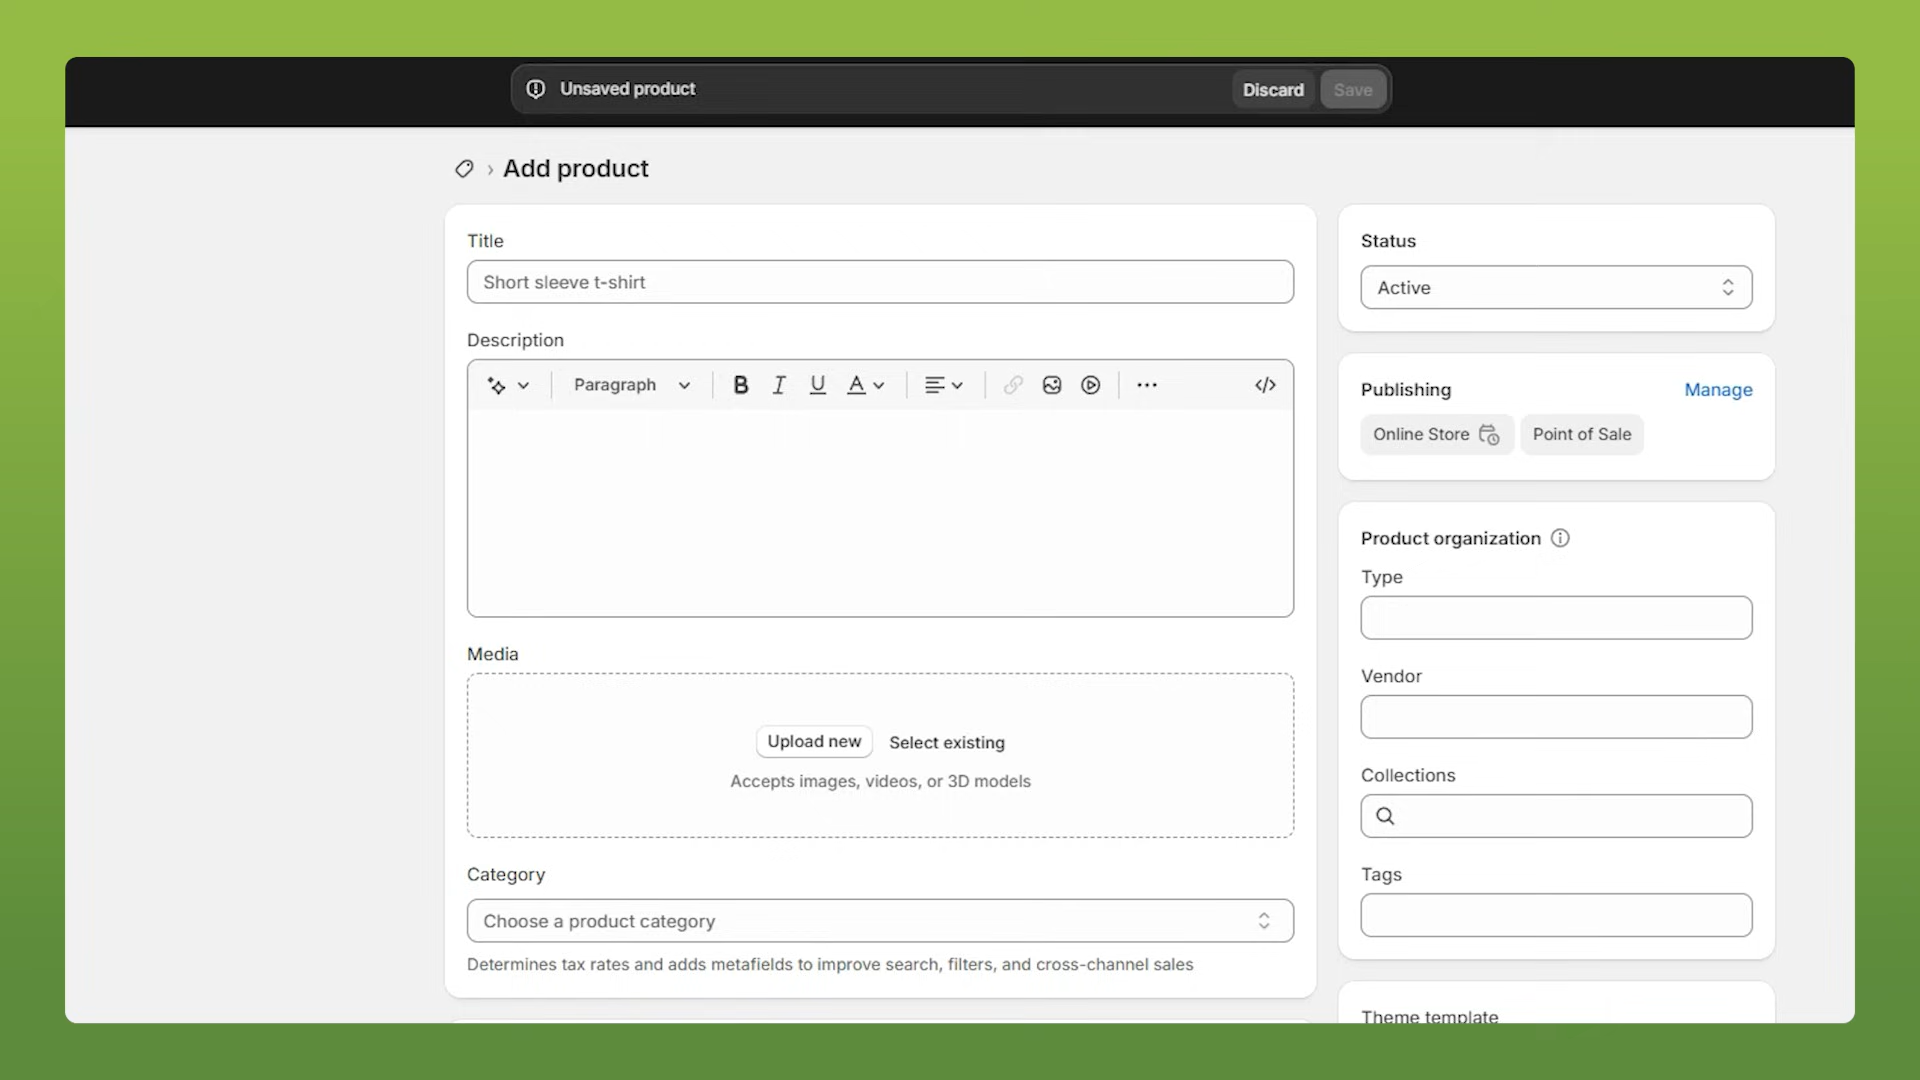 Unsaved product
Discard
Save
Add product
Title
Short sleeve t-shirt
Description
Paragraph
B I U A
Media
Upload new
Select existing
Accepts images, videos, or 3D models
Category
Choose a product category
Determines tax rates and adds metafields to improve search, filters, and cross-channel sales
Status
Active
Publishing
Manage
Online Store
Point of Sale
Product organization
Type
Vendor
Collections
Tags
Theme template